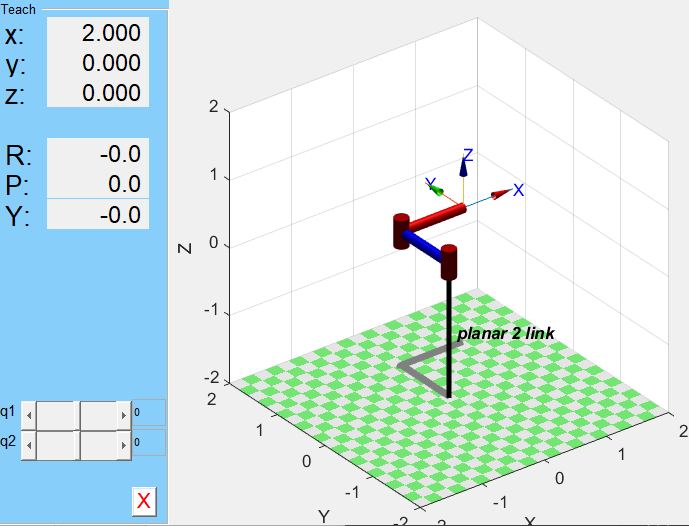 Teach
x: 2.000
y: 0.000
z: 0.000
R: -0.0
P: 0.0
Y: -0.0
q1 0
q2 0
X
2
1
0
-1
-2
Z
2
1
0
-1
-2
Y
-1
0
1
2
X
Z
Y
X
planar 2 link